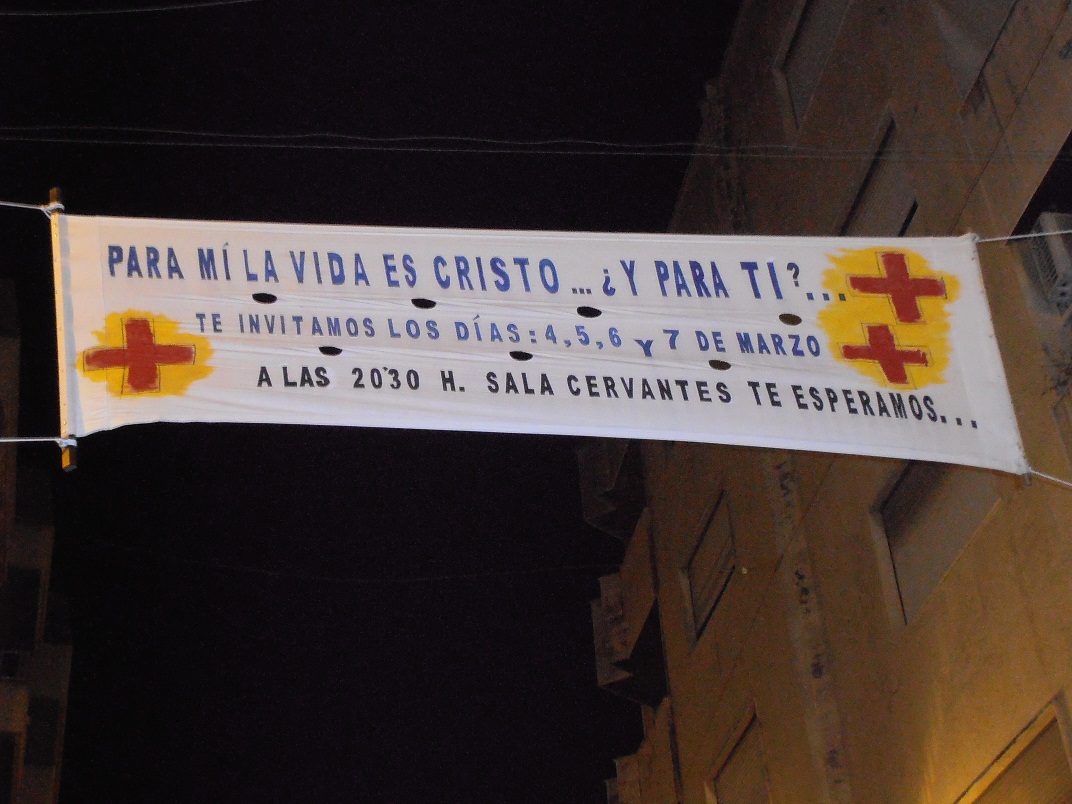 PARA MÍ LA VIDA ES CRISTO... ¿Y PARA TI?...
TE INVITAMOS LOS DÍAS: 4, 5, 6 Y 7 DE MARZO
A LAS 20'30 H. SALA CERVANTES TE ESPERAMOS...